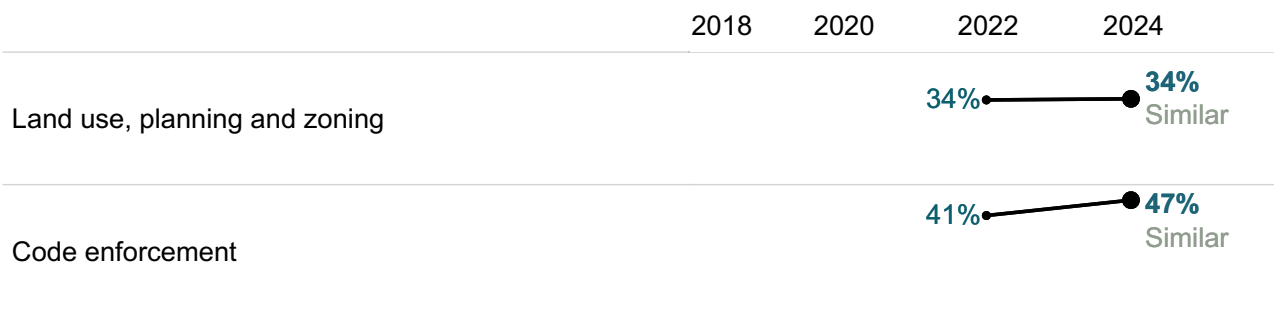 2018 2020 2022 2024
Land use, planning and zoning
34%
34%
Similar
Code enforcement
41%
47%
Similar